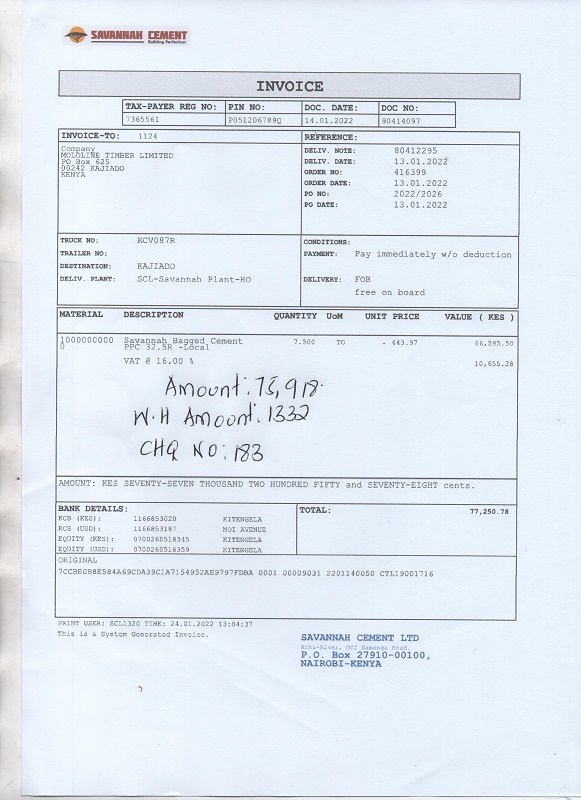 SAVANNAH CEMENT
Building Perfection
INVOICE
TAX-PAYER REG NO: PIN NO: DOC. DATE: DOC NO:
7365561 P051206789Q 14.01.2022 90414097
INVOICE-TO: 1124
Company
MOLDLINE TIMBER LIMITED
PO Box 625
00242 KAJIADO
KENYA
REFERENCE:
DELIV. NOTE: 80412295
DELIV. DATE: 13.01.2022
ORDER NO: 416399
ORDER DATE: 13.01.2022
PO NO: 2022/2026
PO DATE: 13.01.2022
TRUCK NO: KCV087R
TRAILER NO:
DESTINATION: KAJIADO
DELIV. PLANT: SCL-Savannah Plant-HO
CONDITIONS:
PAYMENT: Pay immediately w/o deduction
DELIVERY: FOB
free on board
MATERIAL DESCRIPTION QUANTITY UoM UNIT PRICE VALUE ( KES )
1000000000 Savannah Bagged Cement 7.500 TO - 443.97 66,595.50
0 PPC 32.5R -Local
VAT @ 16.00 % 10,655.28
Amount: 75,918.
W.H Amount: 1332
CHQ NO: 183
AMOUNT: KES SEVENTY-SEVEN THOUSAND TWO HUNDRED FIFTY and SEVENTY-EIGHT cents.
BANK DETAILS:
KCB (KES): 1166853020 KITENGELA
KCB (USD): 1166853187 MOI AVENUE
EQUITY (KES): 0700260518345 KITENGELA
EQUITY (USD): 0700260518359 KITENGELA
TOTAL: 77,250.78
ORIGINAL
7CCBE0B8E584A69CDA39C1A7154952AE9797FDBA 0001 00009031 2201140050 CTL19001716
PRINT USER: SCL1320 TIME: 24.01.2022 13:04:37
This is a System Generated Invoice.
SAVANNAH CEMENT LTD
Athi-River, Off Namanga Road.
P.O. Box 27910-00100,
NAIROBI-KENYA